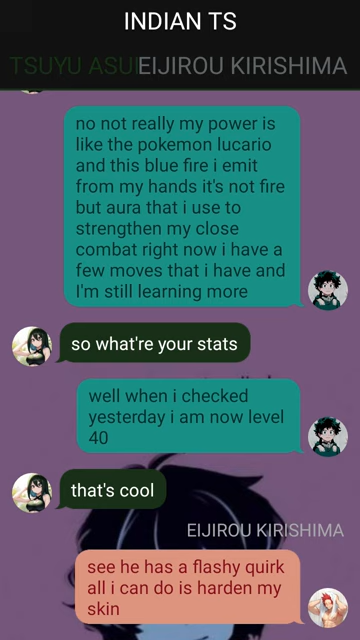 INDIAN TS
TSUYU ASUI
EIJIROU KIRISHIMA
no not really my power is
like the pokemon lucario
and this blue fire i emit
from my hands it's not fire
but aura that i use to
strengthen my close
combat right now i have a
few moves that i have and
I'm still learning more
so what're your stats
well when i checked
yesterday i am now level
40
that's cool
EIJIROU KIRISHIMA
see he has a flashy quirk
all i can do is harden my
skin